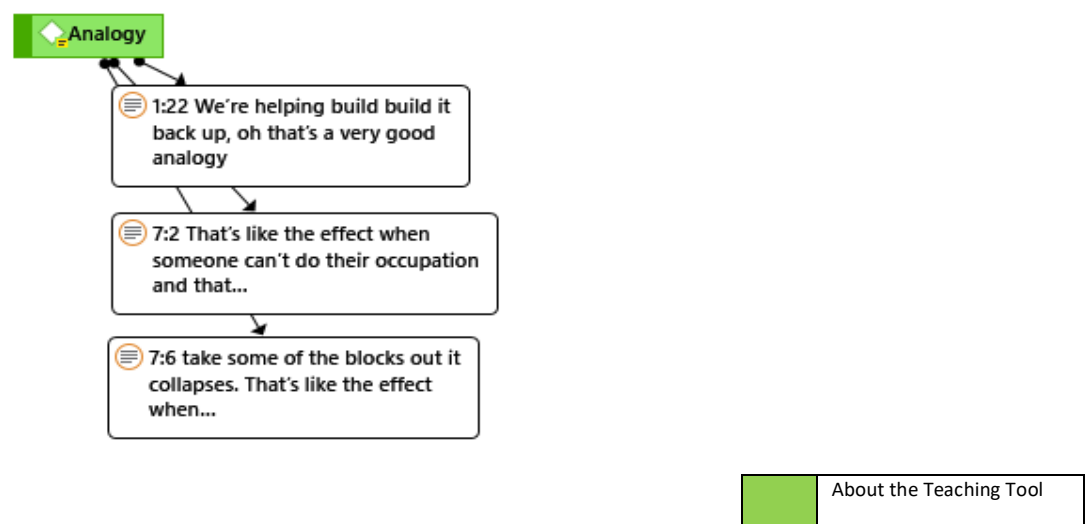 Analogy
1:22 We're helping build build it
back up, oh that's a very good
analogy
7:2 That's like the effect when
someone can't do their occupation
and that...
7:6 take some of the blocks out it
collapses. That's like the effect
when...
About the Teaching Tool